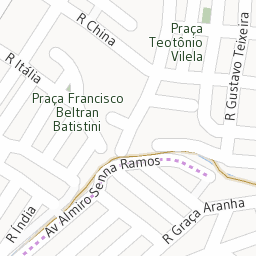 R China
Praça
Teotônio
Vilela
R Gustavo Teixeira
R Itália
Praça Francisco
Beltran
Batistini
Av Almiro Senna Ramos
R Índia
R Graça Aranha